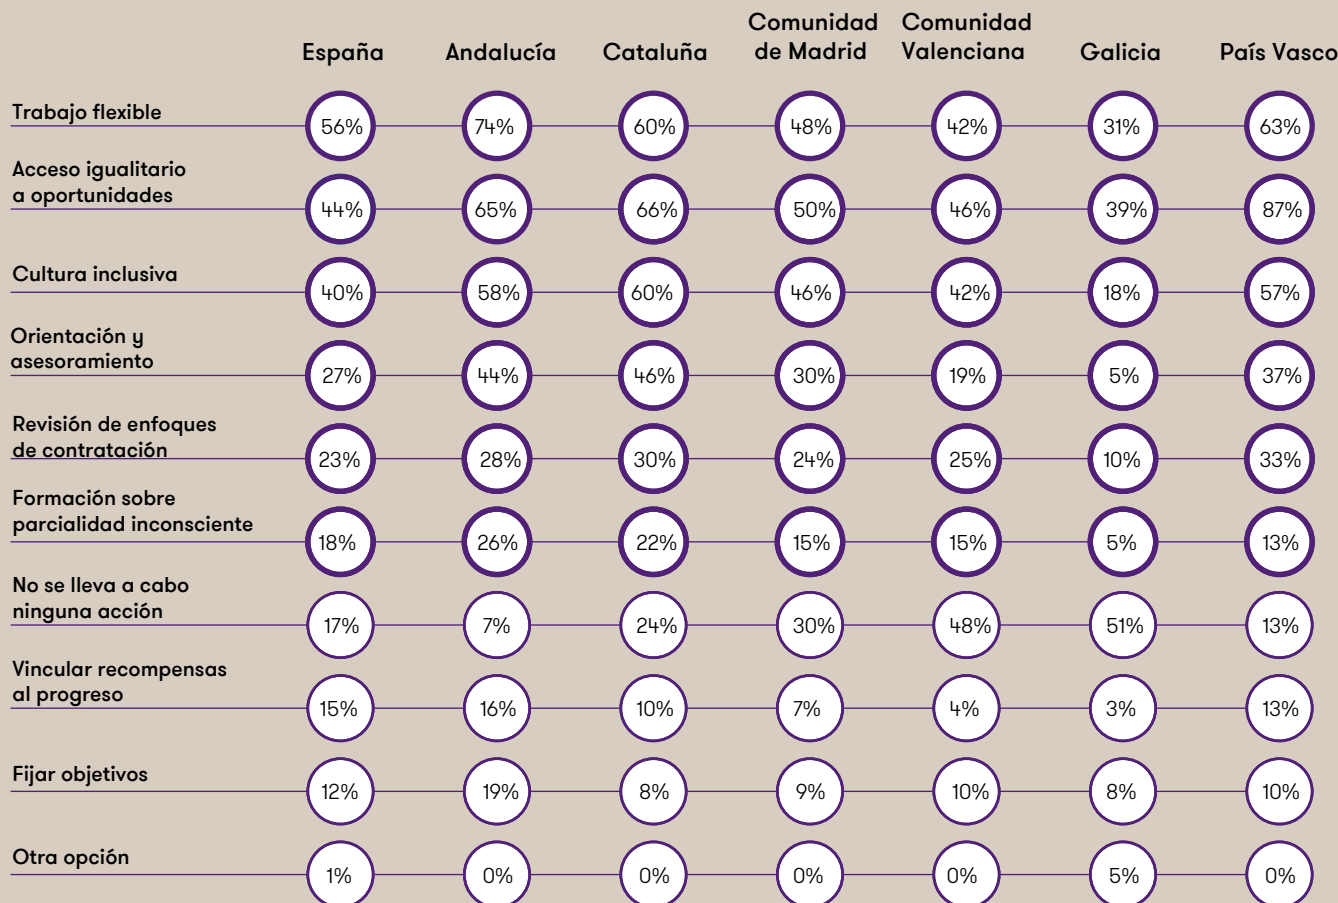 España Andalucía Cataluña Comunidad de Madrid Comunidad Valenciana Galicia País Vasco
Trabajo flexible
56% 74% 60% 48% 42% 31% 63%
Acceso igualitario
a oportunidades
44% 65% 66% 50% 46% 39% 87%
Cultura inclusiva
40% 58% 60% 46% 42% 18% 57%
Orientación y
asesoramiento
27% 44% 46% 30% 19% 5% 37%
Revisión de enfoques
de contratación
23% 28% 30% 24% 25% 10% 33%
Formación sobre
parcialidad inconsciente
18% 26% 22% 15% 15% 5% 13%
No se lleva a cabo
ninguna acción
17% 7% 24% 30% 48% 51% 13%
Vincular recompensas
al progreso
15% 16% 10% 7% 4% 3% 13%
Fijar objetivos
12% 19% 8% 9% 10% 8% 10%
Otra opción
1% 0% 0% 0% 0% 5% 0%